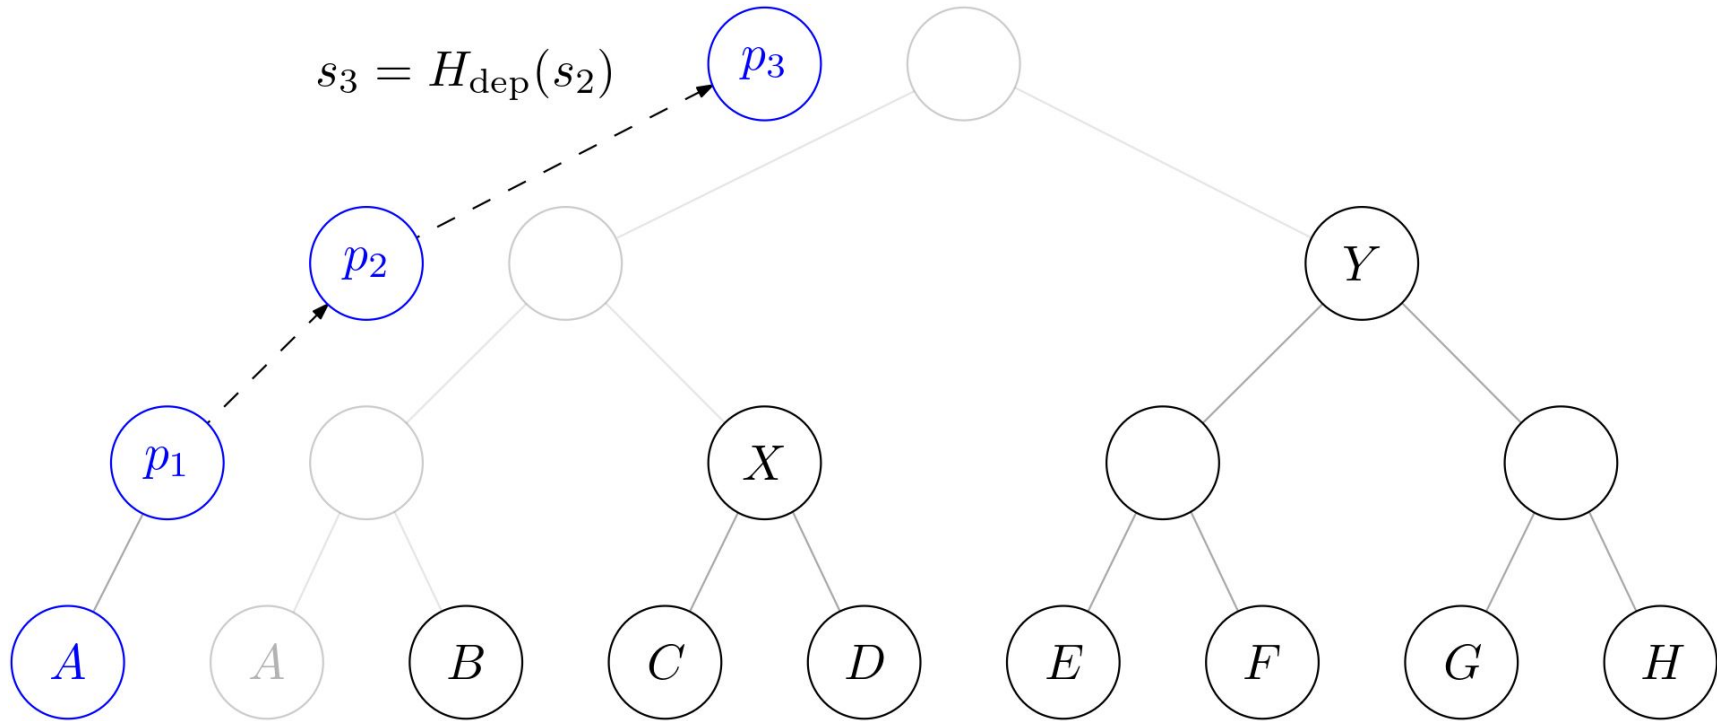 s₃ = H_dep(s₂)
p₃
p₂
Y
p₁
X
A A B C D E F G H